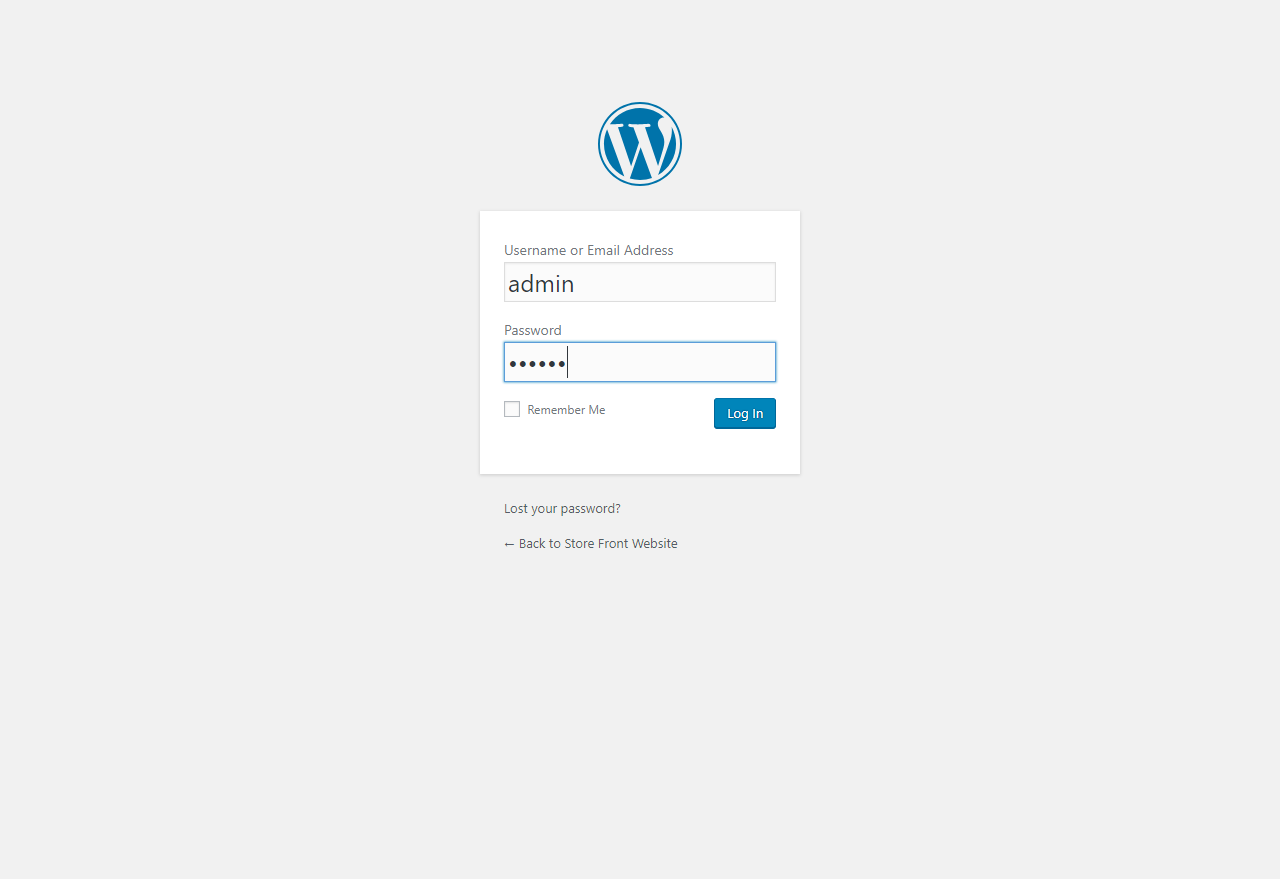 Username or Email Address
admin
Password
••••••
Remember Me
Log In
Lost your password?
← Back to Store Front Website